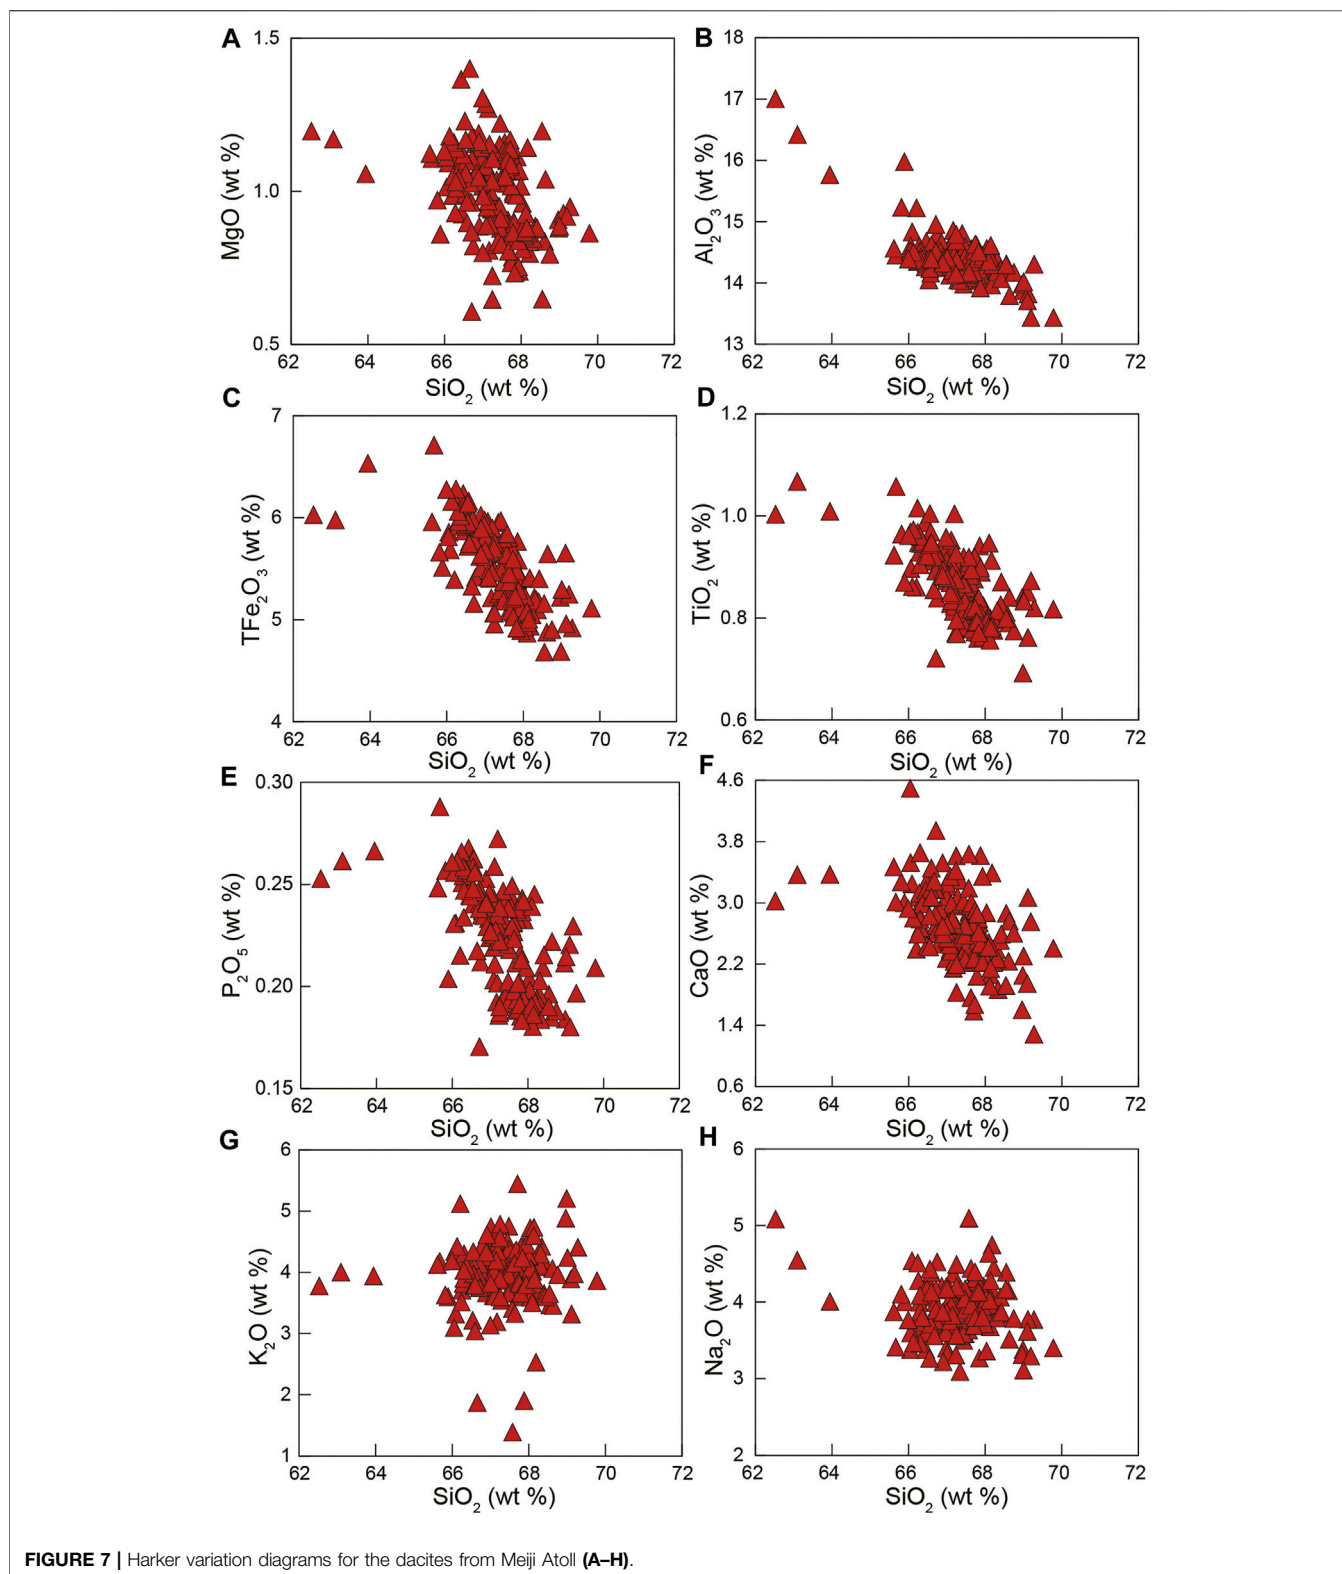 A
B
1.5
1.0
0.5
MgO (wt %)
62 64 66 68 70 72
SiO2 (wt %)
18
17
16
15
14
13
Al2O3 (wt %)
62 64 66 68 70 72
SiO2 (wt %)
C
D
7
6
5
4
TFe2O3 (wt %)
62 64 66 68 70 72
SiO2 (wt %)
1.2
1.0
0.8
0.6
TiO2 (wt %)
62 64 66 68 70 72
SiO2 (wt %)
E
F
0.30
0.25
0.20
0.15
P2O5 (wt %)
62 64 66 68 70 72
SiO2 (wt %)
4.6
3.8
3.0
2.2
1.4
0.6
CaO (wt %)
62 64 66 68 70 72
SiO2 (wt %)
G
H
6
5
4
3
2
1
K2O (wt %)
62 64 66 68 70 72
SiO2 (wt %)
6
5
4
3
2
Na2O (wt %)
62 64 66 68 70 72
SiO2 (wt %)
FIGURE 7 | Harker variation diagrams for the dacites from Meiji Atoll (A–H).